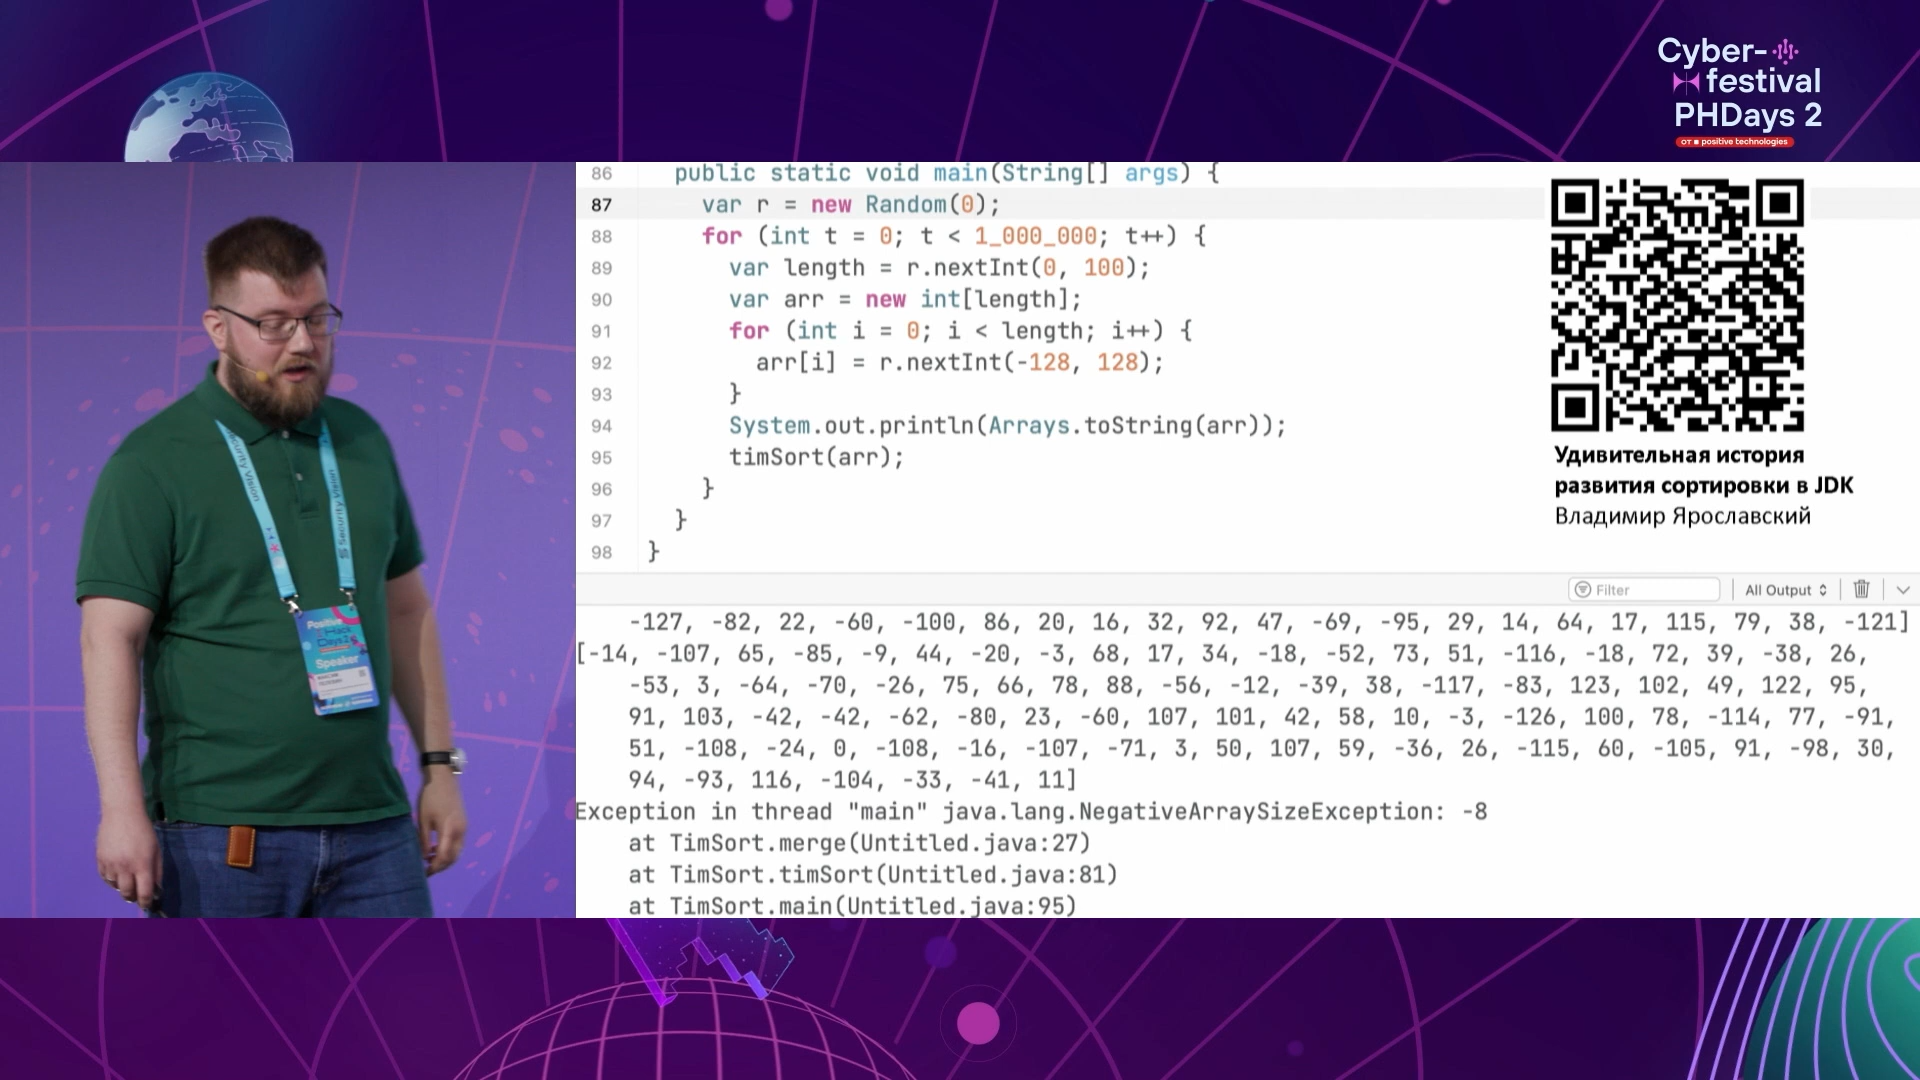 Cyber-
festival
PHDays 2
от positive technologies
86 public static void main(String[] args) {
87 var r = new Random(0);
88 for (int t = 0; t < 1_000_000; t++) {
89 var length = r.nextInt(0, 100);
90 var arr = new int[length];
91 for (int i = 0; i < length; i++) {
92 arr[i] = r.nextInt(-128, 128);
93 }
94 System.out.println(Arrays.toString(arr));
95 timSort(arr);
96 }
97 }
98 }
Удивительная история
развития сортировки в JDK
Владимир Ярославский
Filter
All Output
-127, -82, 22, -60, -100, 86, 20, 16, 32, 92, 47, -69, -95, 29, 14, 64, 17, 115, 79, 38, -121]
[-14, -107, 65, -85, -9, 44, -20, -3, 68, 17, 34, -18, -52, 73, 51, -116, -18, 72, 39, -38, 26,
-53, 3, -64, -70, -26, 75, 66, 78, 88, -56, -12, -39, 38, -117, -83, 123, 102, 49, 122, 95,
91, 103, -42, -42, -62, -80, 23, -60, 107, 101, 42, 58, 10, -3, -126, 100, 78, -114, 77, -91,
51, -108, -24, 0, -108, -16, -107, -71, 3, 50, 107, 59, -36, 26, -115, 60, -105, 91, -98, 30,
94, -93, 116, -104, -33, -41, 11]
Exception in thread "main" java.lang.NegativeArraySizeException: -8
at TimSort.merge(Untitled.java:27)
at TimSort.timSort(Untitled.java:81)
at TimSort.main(Untitled.java:95)
Security Vision
Positive
Hack
Days 2
Speaker